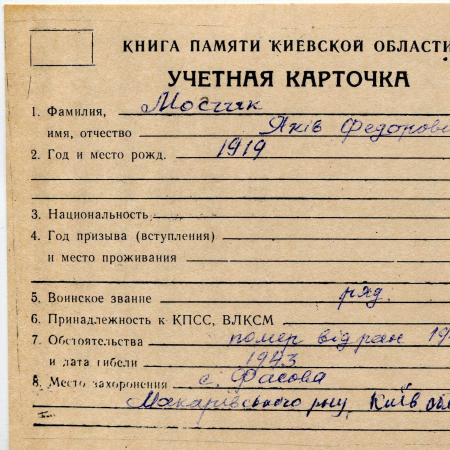 КНИГА ПАМЯТИ КИЕВСКОЙ ОБЛАСТИ
УЧЕТНАЯ КАРТОЧКА
1. Фамилия,
имя, отчество Яків Федорови
2. Год и место рожд. 1919
3. Национальность
4. Год призыва (вступления)
и место проживания
5. Воинское звание ряд.
6. Принадлежность к КПСС, ВЛКСМ
7. Обстоятельства помер від ран 19
и дата гибели 1943
8. Место захоронения с. Фасова
Макарівського р-ну, Київ обл